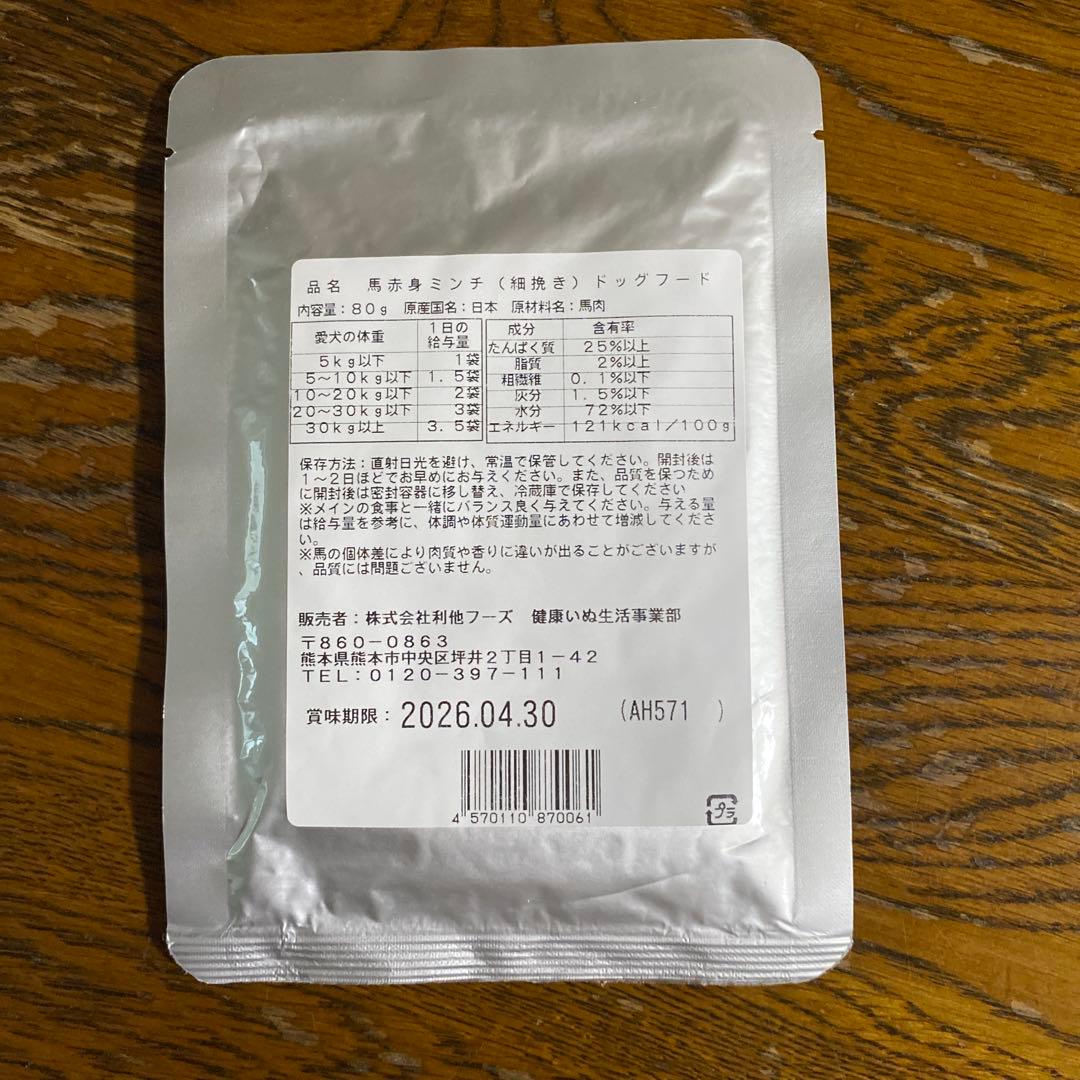 品名　馬赤身ミンチ（細挽き）ドッグフード
内容量：８０ｇ　原産国名：日本　原材料名：馬肉
愛犬の体重　１日の給与量
５ｋｇ以下　１袋
５～１０ｋｇ以下　１．５袋
１０～２０ｋｇ以下　２袋
２０～３０ｋｇ以下　３袋
３０ｋｇ以上　３．５袋
成分　含有率
たんぱく質　２５％以上
脂質　２％以上
粗繊維　０．１％以下
灰分　１．５％以下
水分　７２％以下
エネルギー　１２１ｋｃａｌ／１００ｇ
保存方法：直射日光を避け、常温で保管してください。開封後は
１～２日ほどでお早めにお与えください。また、品質を保つため
に開封後は密封容器に移し替え、冷蔵庫で保存してください
※メインの食事と一緒にバランス良く与えてください。与える量
は給与量を参考に、体調や体質運動量にあわせて増減してくださ
い。
※馬の個体差により肉質や香りに違いが出ることがございますが
、品質には問題ございません。
販売者：株式会社利他フーズ　健康いぬ生活事業部
〒８６０－０８６３
熊本県熊本市中央区坪井２丁目１－４２
ＴＥＬ：０１２０－３９７－１１１
賞味期限：2026.04.30　（AH571　）
4 570110 870061
プラ